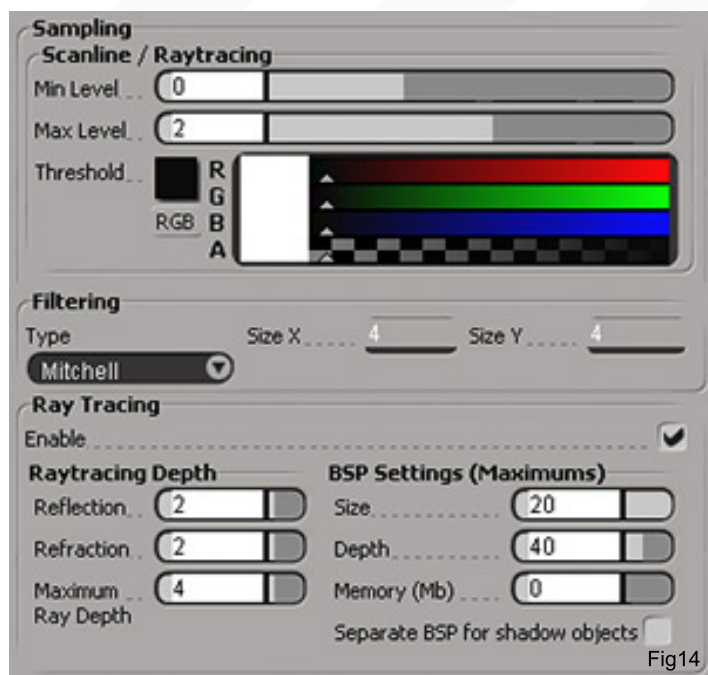 Sampling
Scanline / Raytracing
Min Level 0
Max Level 2
Threshold R
G
RGB B
A
Filtering
Type Size X 4 Size Y 4
Mitchell
Ray Tracing
Enable
Raytracing Depth BSP Settings (Maximums)
Reflection 2 Size 20
Refraction 2 Depth 40
Maximum 4 Memory (Mb) 0
Ray Depth
Separate BSP for shadow objects
Fig14